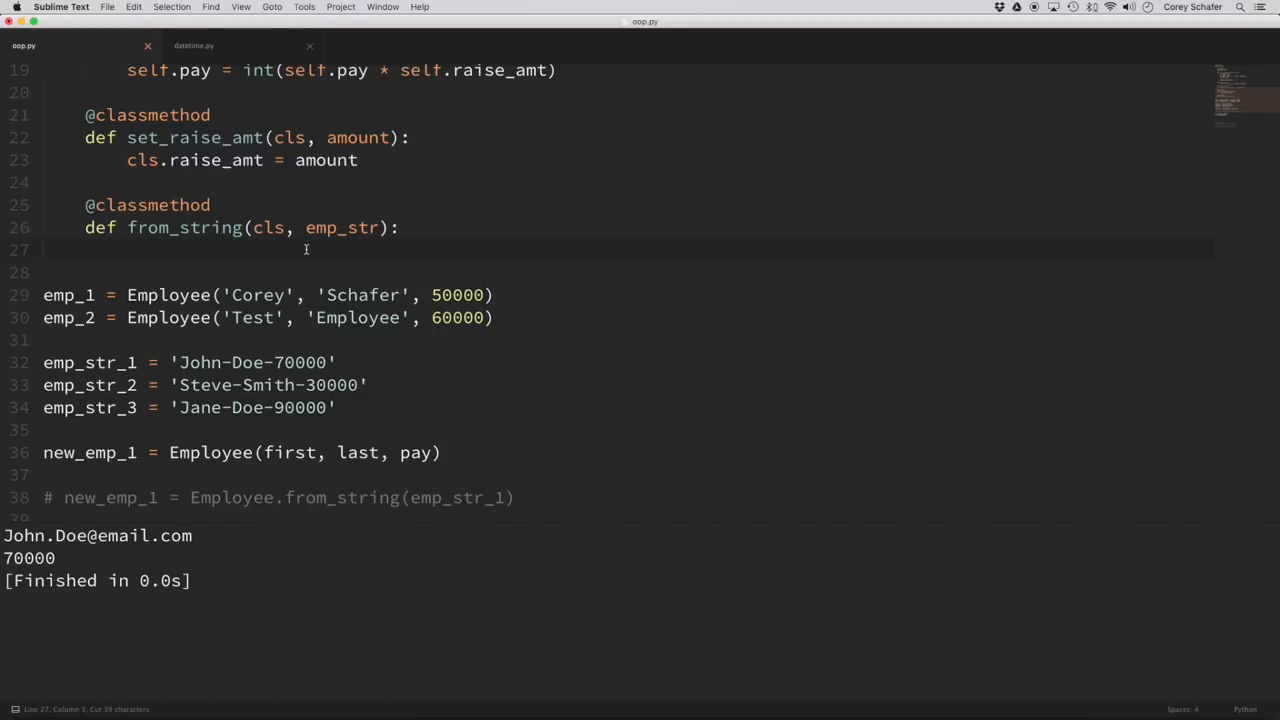 Sublime Text File Edit Selection Find View Goto Tools Project Window Help Corey Schafer
oop.py
oop.py datetime.py
19 self.pay = int(self.pay * self.raise_amt)
20
21 @classmethod
22 def set_raise_amt(cls, amount):
23 cls.raise_amt = amount
24
25 @classmethod
26 def from_string(cls, emp_str):
27
28
29 emp_1 = Employee('Corey', 'Schafer', 50000)
30 emp_2 = Employee('Test', 'Employee', 60000)
31
32 emp_str_1 = 'John-Doe-70000'
33 emp_str_2 = 'Steve-Smith-30000'
34 emp_str_3 = 'Jane-Doe-90000'
35
36 new_emp_1 = Employee(first, last, pay)
37
38 # new_emp_1 = Employee.from_string(emp_str_1)
39
John.Doe@email.com
70000
[Finished in 0.0s]
Line 27, Column 1, Cut 39 characters Spaces: 4 Python